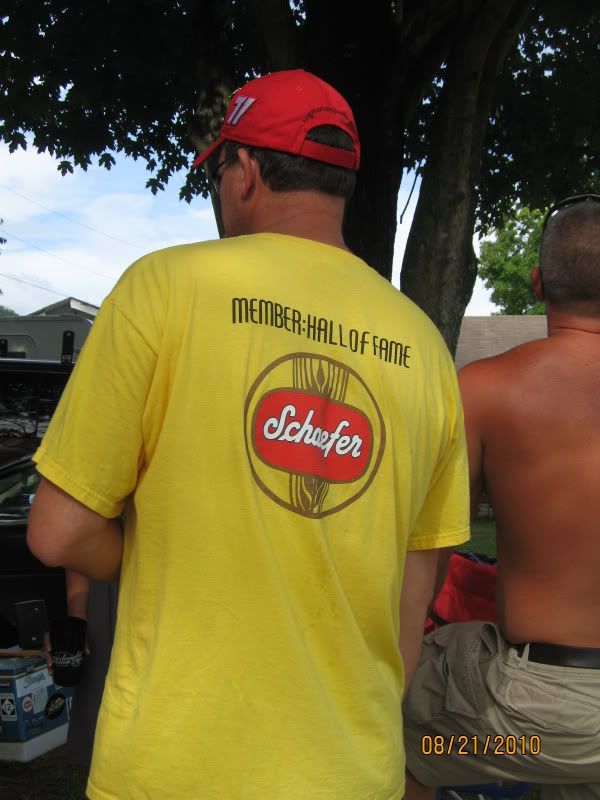 MEMBER:HALL OF FAME
Schaefer
08/21/2010